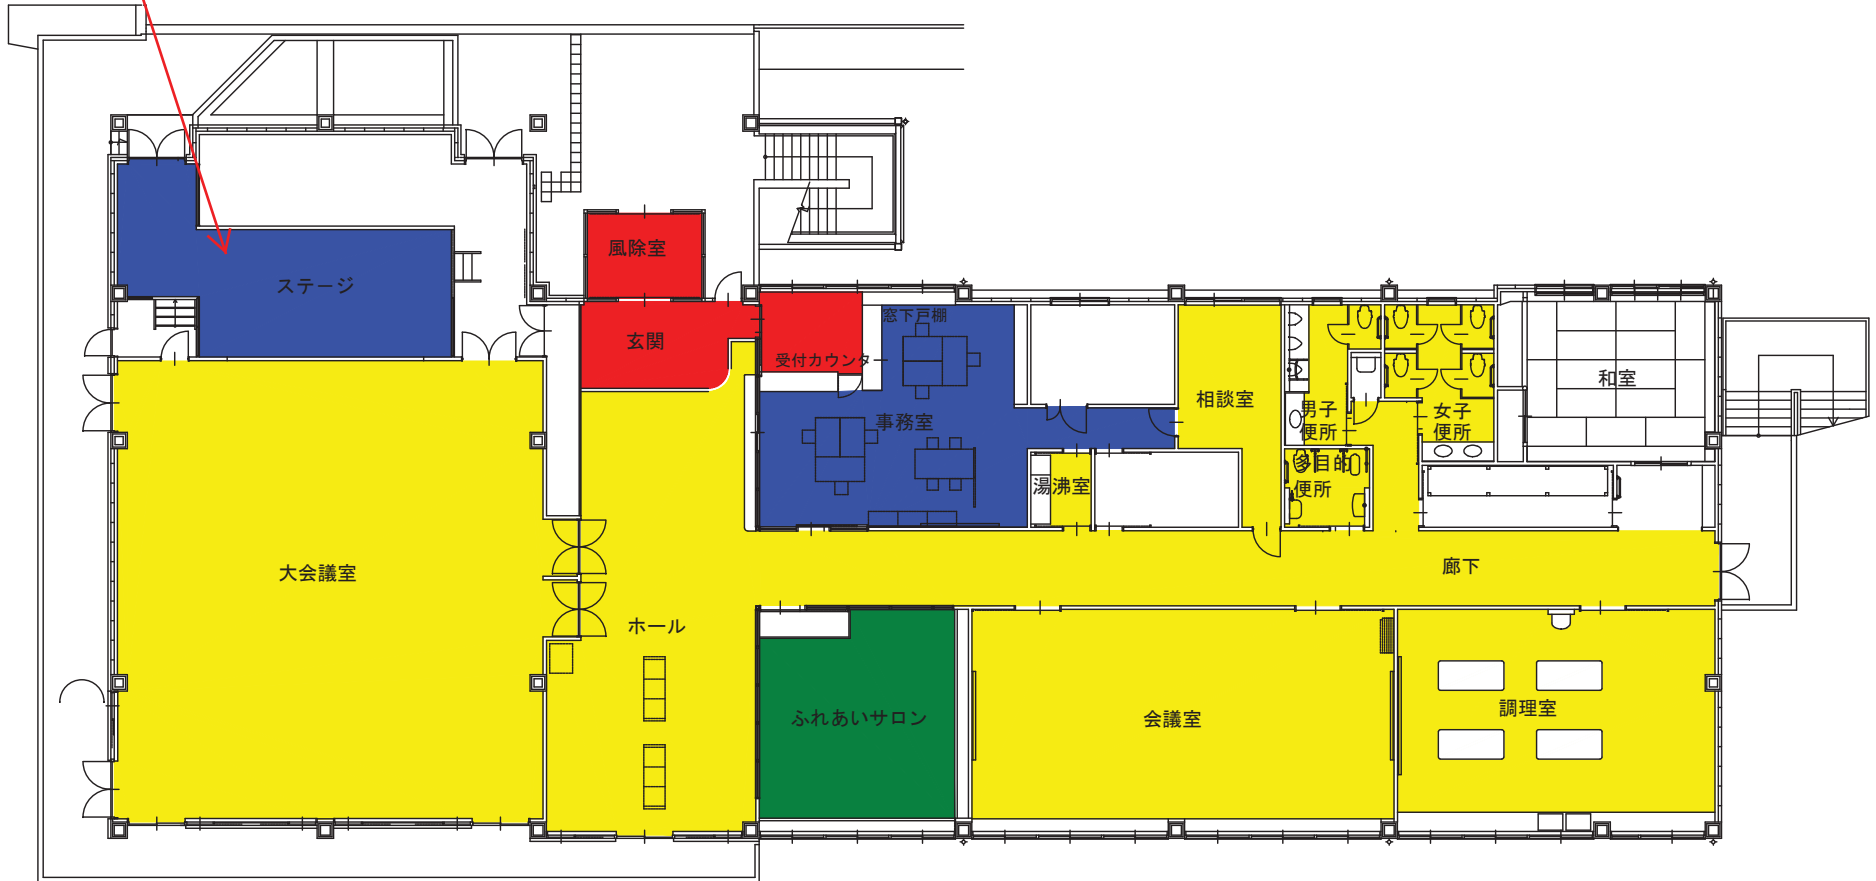 風除室
ステージ
玄関
窓下戸棚
受付カウンター
事務室
相談室
男子
便所
女子
便所
和室
多目的
便所
湯沸室
大会議室
廊下
ホール
ふれあいサロン
会議室
調理室